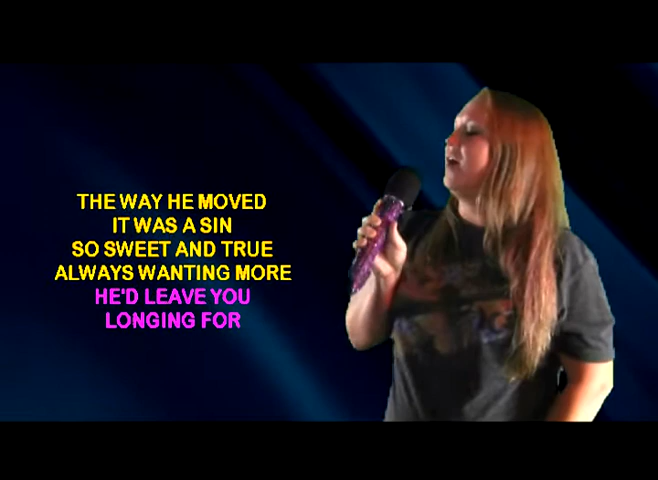 THE WAY HE MOVED
IT WAS A SIN
SO SWEET AND TRUE
ALWAYS WANTING MORE
HE'D LEAVE YOU
LONGING FOR